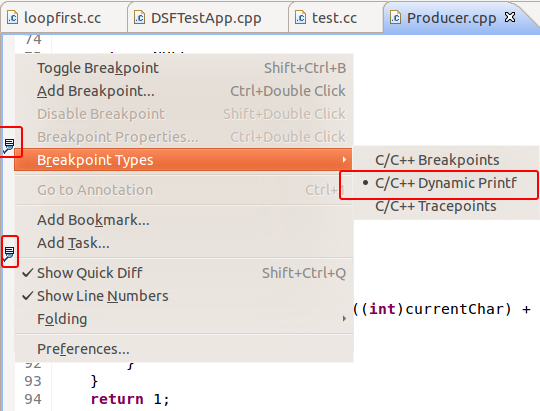 loopfirst.cc DSFTestApp.cpp test.cc Producer.cpp
74
Toggle Breakpoint Shift+Ctrl+B
Add Breakpoint... Ctrl+Double Click
Disable Breakpoint Shift+Double Click
Breakpoint Properties... Ctrl+Double Click
Breakpoint Types
C/C++ Breakpoints
Go to Annotation
C/C++ Dynamic Printf
C/C++ Tracepoints
Add Bookmark...
Add Task...
Show Quick Diff Shift+Ctrl+Q
Show Line Numbers
((int)currentChar) +
Folding
Preferences...
92 }
93 }
94 return 1;